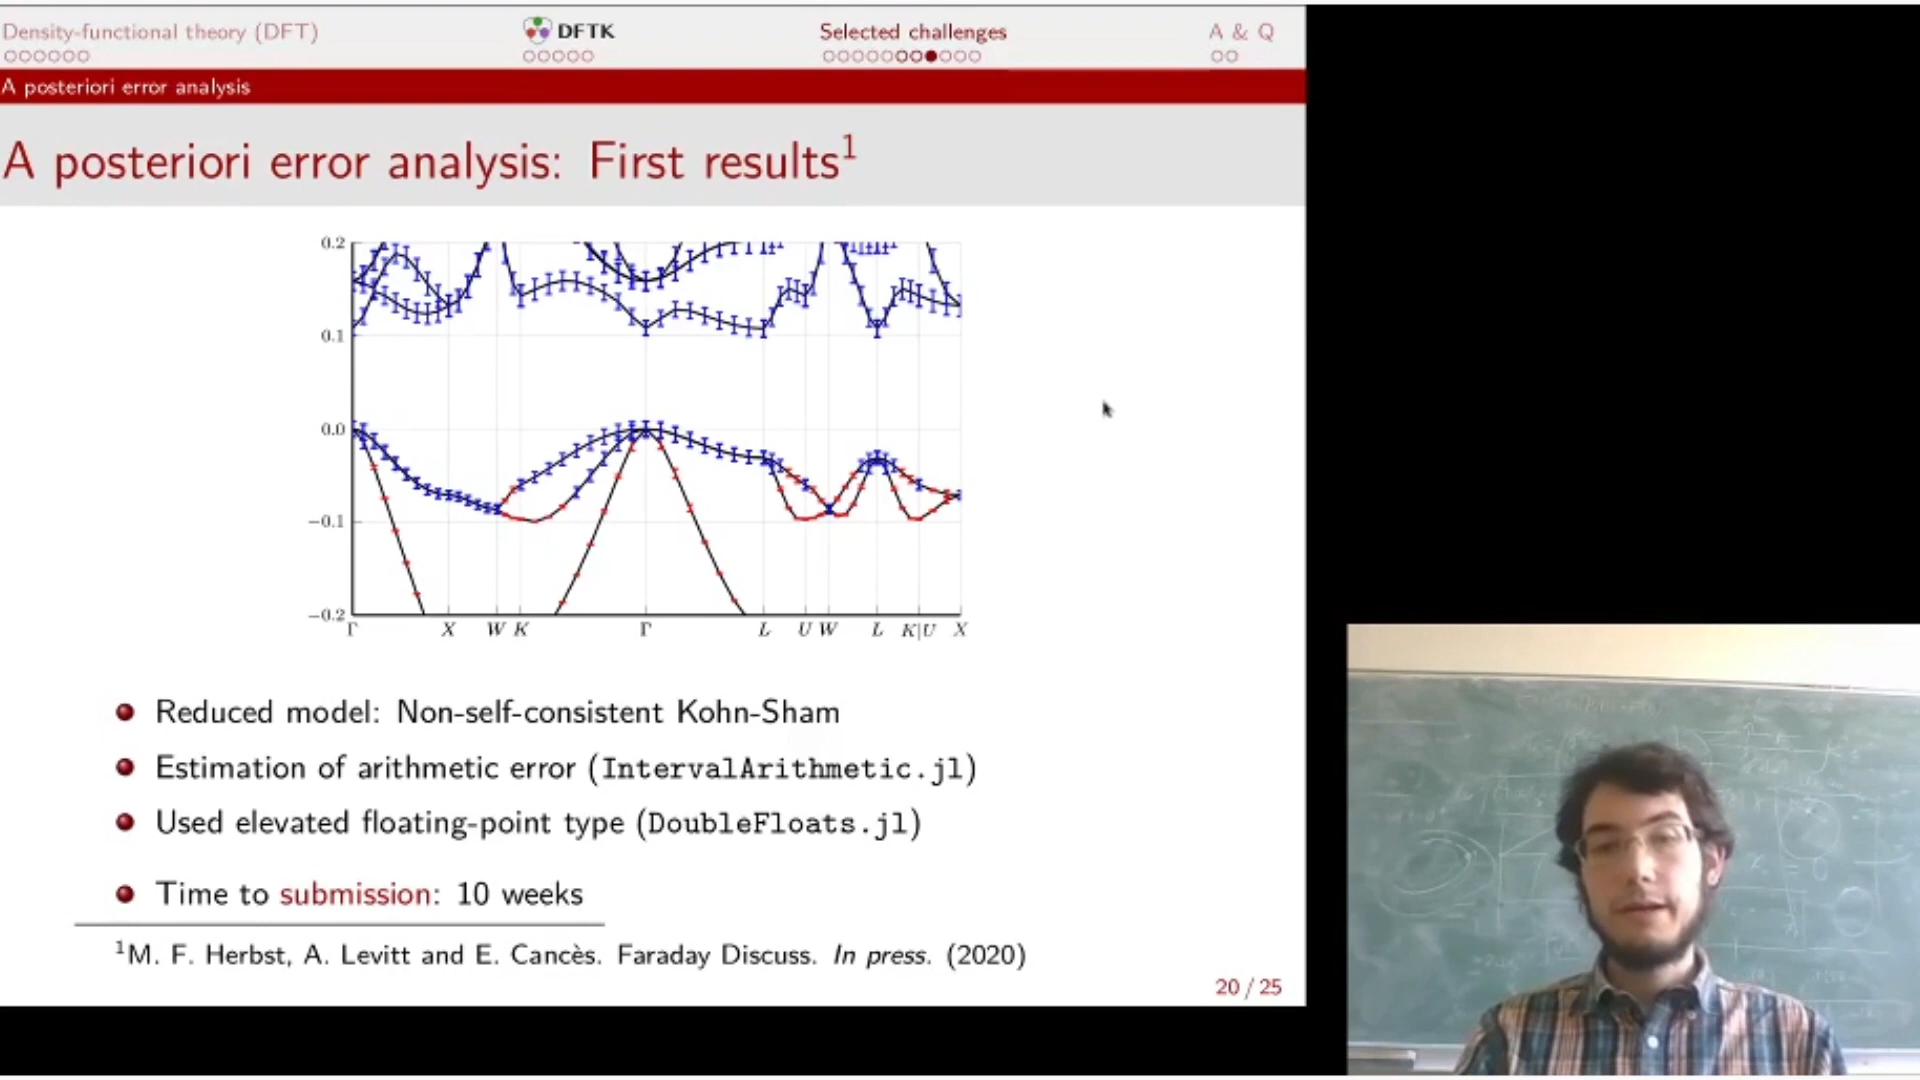 Density-functional theory (DFT)
DFTK
Selected challenges
A & Q
A posteriori error analysis
A posteriori error analysis: First results¹
0.2
0.1
0.0
−0.1
−0.2
Γ X W K Γ L U W L K|U X
Reduced model: Non-self-consistent Kohn-Sham
Estimation of arithmetic error (IntervalArithmetic.jl)
Used elevated floating-point type (DoubleFloats.jl)
Time to submission: 10 weeks
¹M. F. Herbst, A. Levitt and E. Cancès. Faraday Discuss. In press. (2020)
20 / 25